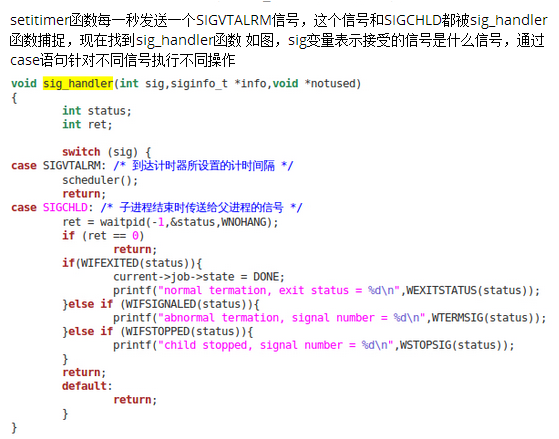 setitimer函数每一秒发送一个SIGVTALRM信号，这个信号和SIGCHLD都被sig_handler
函数捕捉，现在找到sig_handler函数 如图，sig变量表示接受的信号是什么信号，通过
case语句针对不同信号执行不同操作
void sig_handler(int sig,siginfo_t *info,void *notused)
{
        int status;
        int ret;

        switch (sig) {
case SIGVTALRM: /* 到达计时器所设置的计时间隔 */
        scheduler();
        return;
case SIGCHLD: /* 子进程结束时传送给父进程的信号 */
        ret = waitpid(-1,&status,WNOHANG);
        if (ret == 0)
                return;
        if(WIFEXITED(status)){
                current->job->state = DONE;
                printf("normal termation, exit status = %d\n",WEXITSTATUS(status));
        }else if (WIFSIGNALED(status)){
                printf("abnormal termation, signal number = %d\n",WTERMSIG(status));
        }else if (WIFSTOPPED(status)){
                printf("child stopped, signal number = %d\n",WSTOPSIG(status));
        }
        return;
        default:
                return;
        }
}